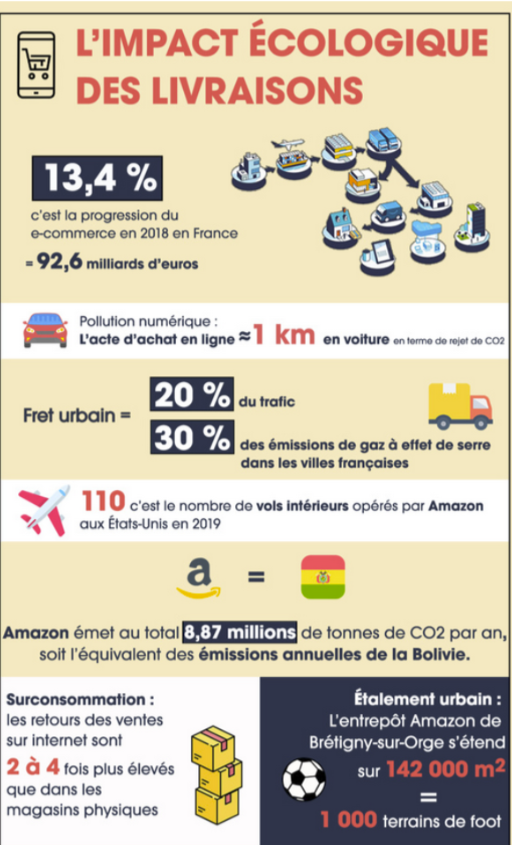 L'IMPACT ÉCOLOGIQUE
DES LIVRAISONS
13,4 %
c'est la progression du
e-commerce en 2018 en France
= 92,6 milliards d'euros
Pollution numérique :
L'acte d'achat en ligne ≈ 1 km en voiture en terme de rejet de CO2
Fret urbain =
20 % du trafic
30 % des émissions de gaz à effet de serre
dans les villes françaises
110 c'est le nombre de vols intérieurs opérés par Amazon
aux États-Unis en 2019
a =
Amazon émet au total 8,87 millions de tonnes de CO2 par an,
soit l'équivalent des émissions annuelles de la Bolivie.
Surconsommation :
les retours des ventes
sur internet sont
2 à 4 fois plus élevés
que dans les
magasins physiques
Étalement urbain :
L'entrepôt Amazon de
Brétigny-sur-Orge s'étend
sur 142 000 m2
=
1 000 terrains de foot